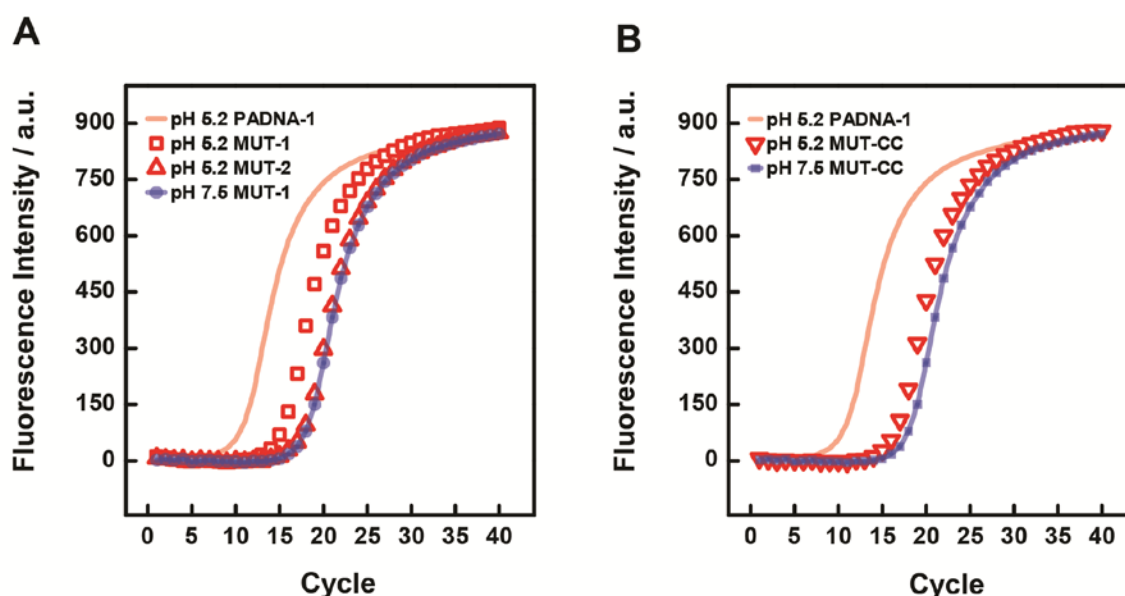 A
pH 5.2 PADNA-1
pH 5.2 MUT-1
pH 5.2 MUT-2
pH 7.5 MUT-1
900
750
600
450
300
150
0
Fluorescence Intensity / a.u.
0 5 10 15 20 25 30 35 40
Cycle
B
pH 5.2 PADNA-1
pH 5.2 MUT-CC
pH 7.5 MUT-CC
900
750
600
450
300
150
0
Fluorescence Intensity / a.u.
0 5 10 15 20 25 30 35 40
Cycle